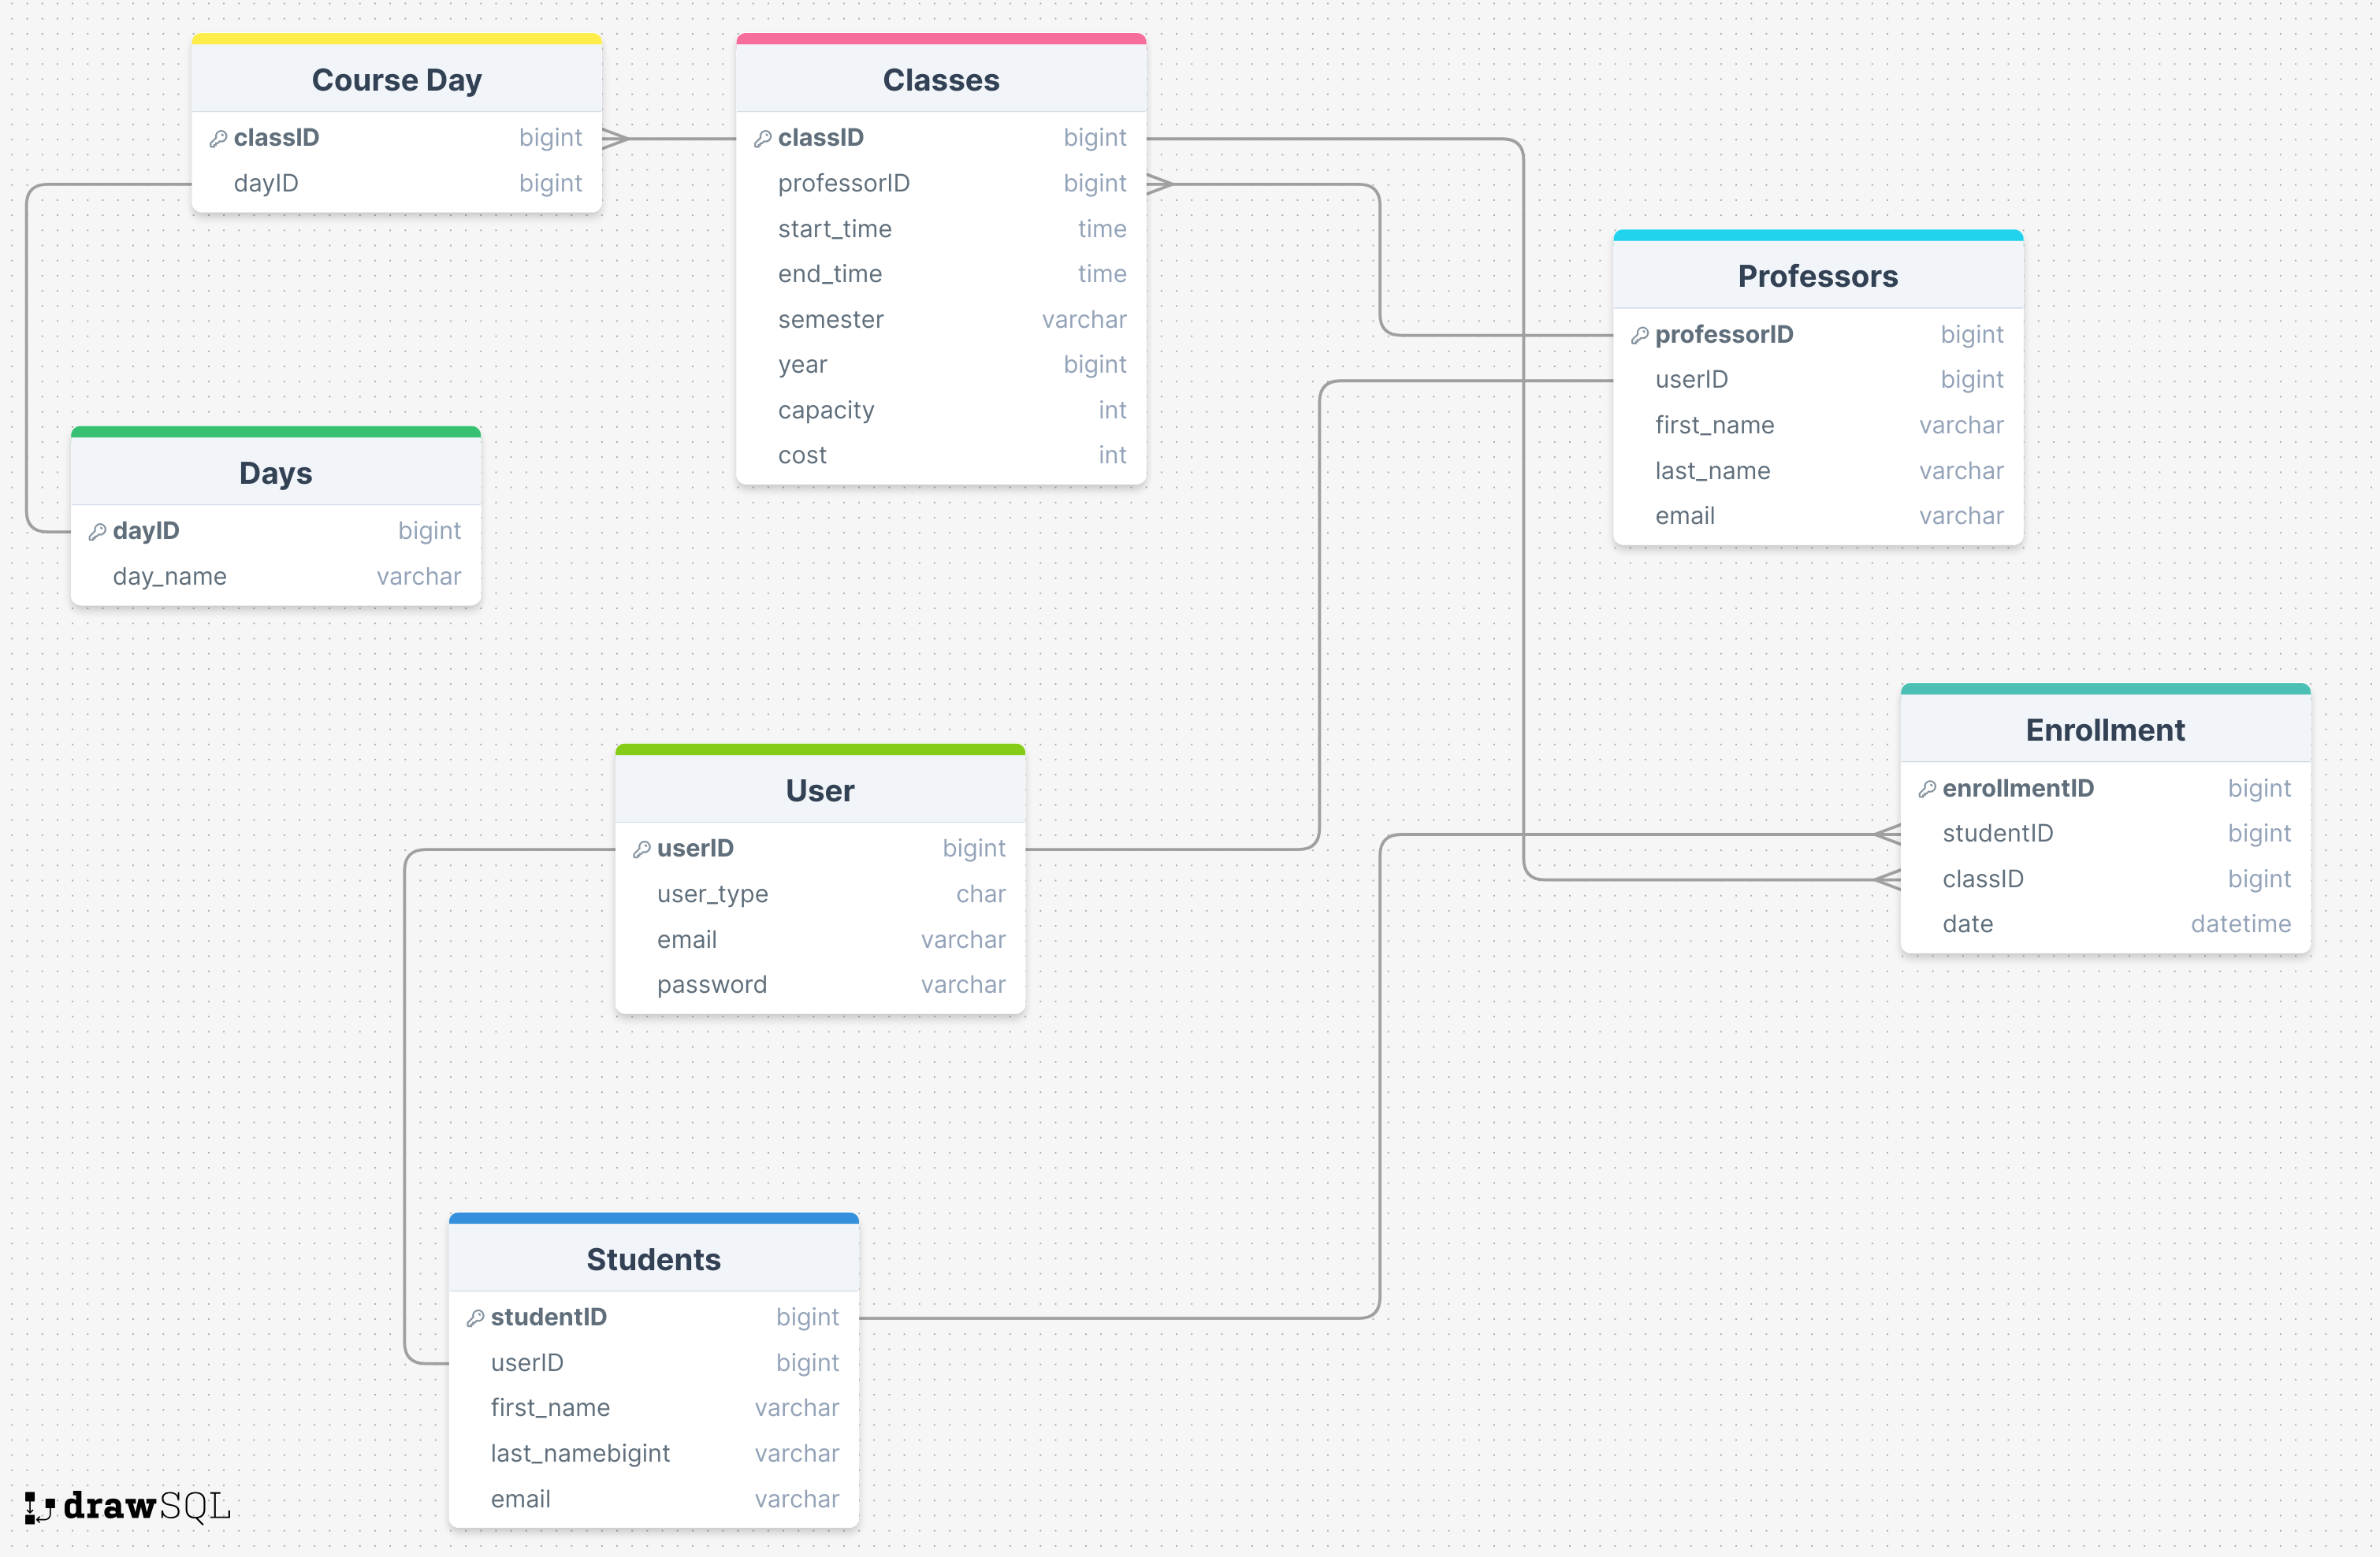 Course Day
classID bigint
dayID bigint
Classes
classID bigint
professorID bigint
start_time time
end_time time
semester varchar
year bigint
capacity int
cost int
Professors
professorID bigint
userID bigint
first_name varchar
last_name varchar
email varchar
Days
dayID bigint
day_name varchar
User
userID bigint
user_type char
email varchar
password varchar
Enrollment
enrollmentID bigint
studentID bigint
classID bigint
date datetime
Students
studentID bigint
userID bigint
first_name varchar
last_namebigint varchar
email varchar
drawSQL